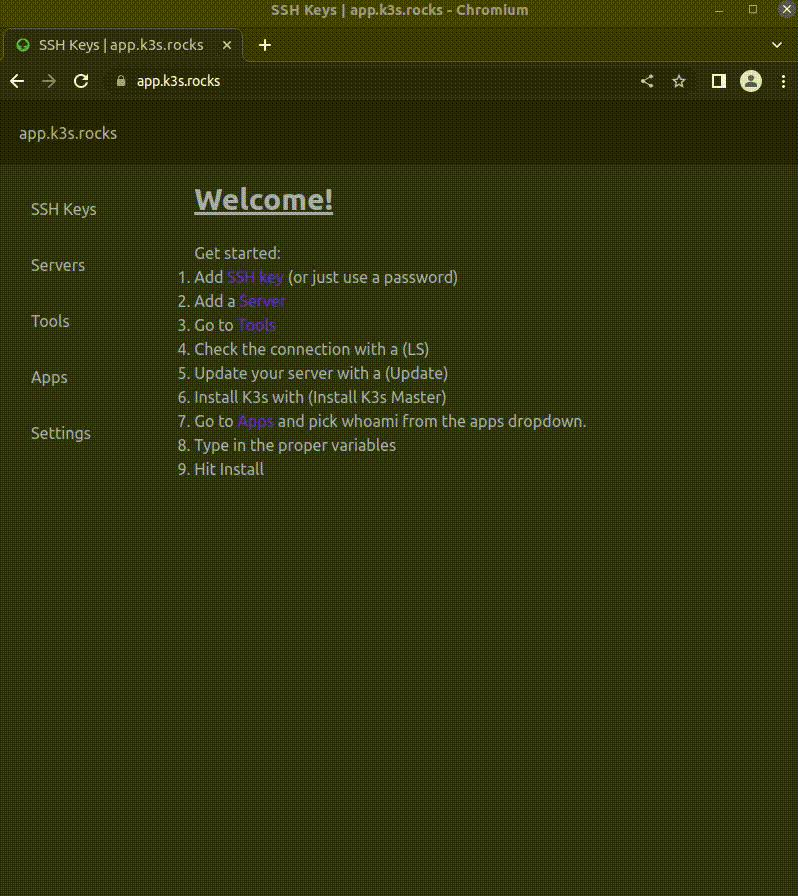 SSH Keys | app.k3s.rocks - Chromium
SSH Keys | app.k3s.rocks
app.k3s.rocks
app.k3s.rocks
SSH Keys
Servers
Tools
Apps
Settings
Welcome!
Get started:
1. Add SSH key (or just use a password)
2. Add a Server
3. Go to Tools
4. Check the connection with a (LS)
5. Update your server with a (Update)
6. Install K3s with (Install K3s Master)
7. Go to Apps and pick whoami from the apps dropdown.
8. Type in the proper variables
9. Hit Install